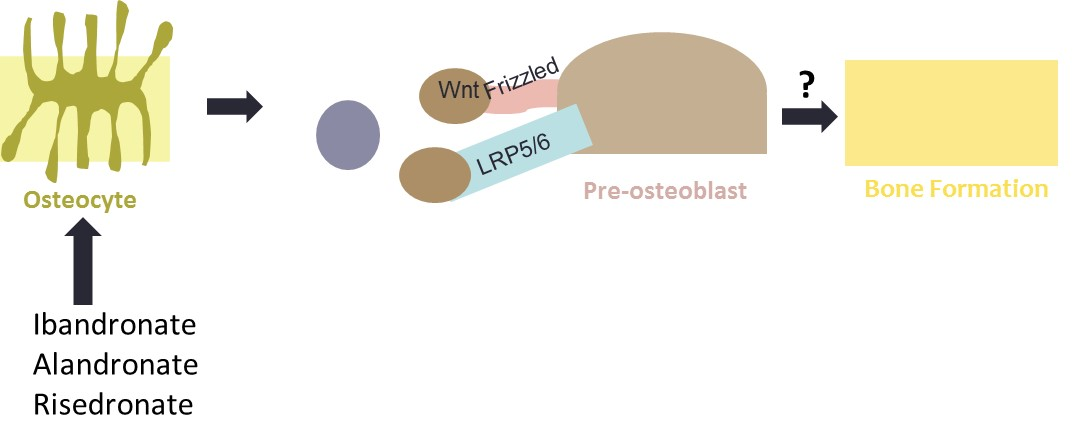 Wnt Frizzled
?
LRP5/6
Osteocyte
Pre-osteoblast
Bone Formation
Ibandronate
Alandronate
Risedronate